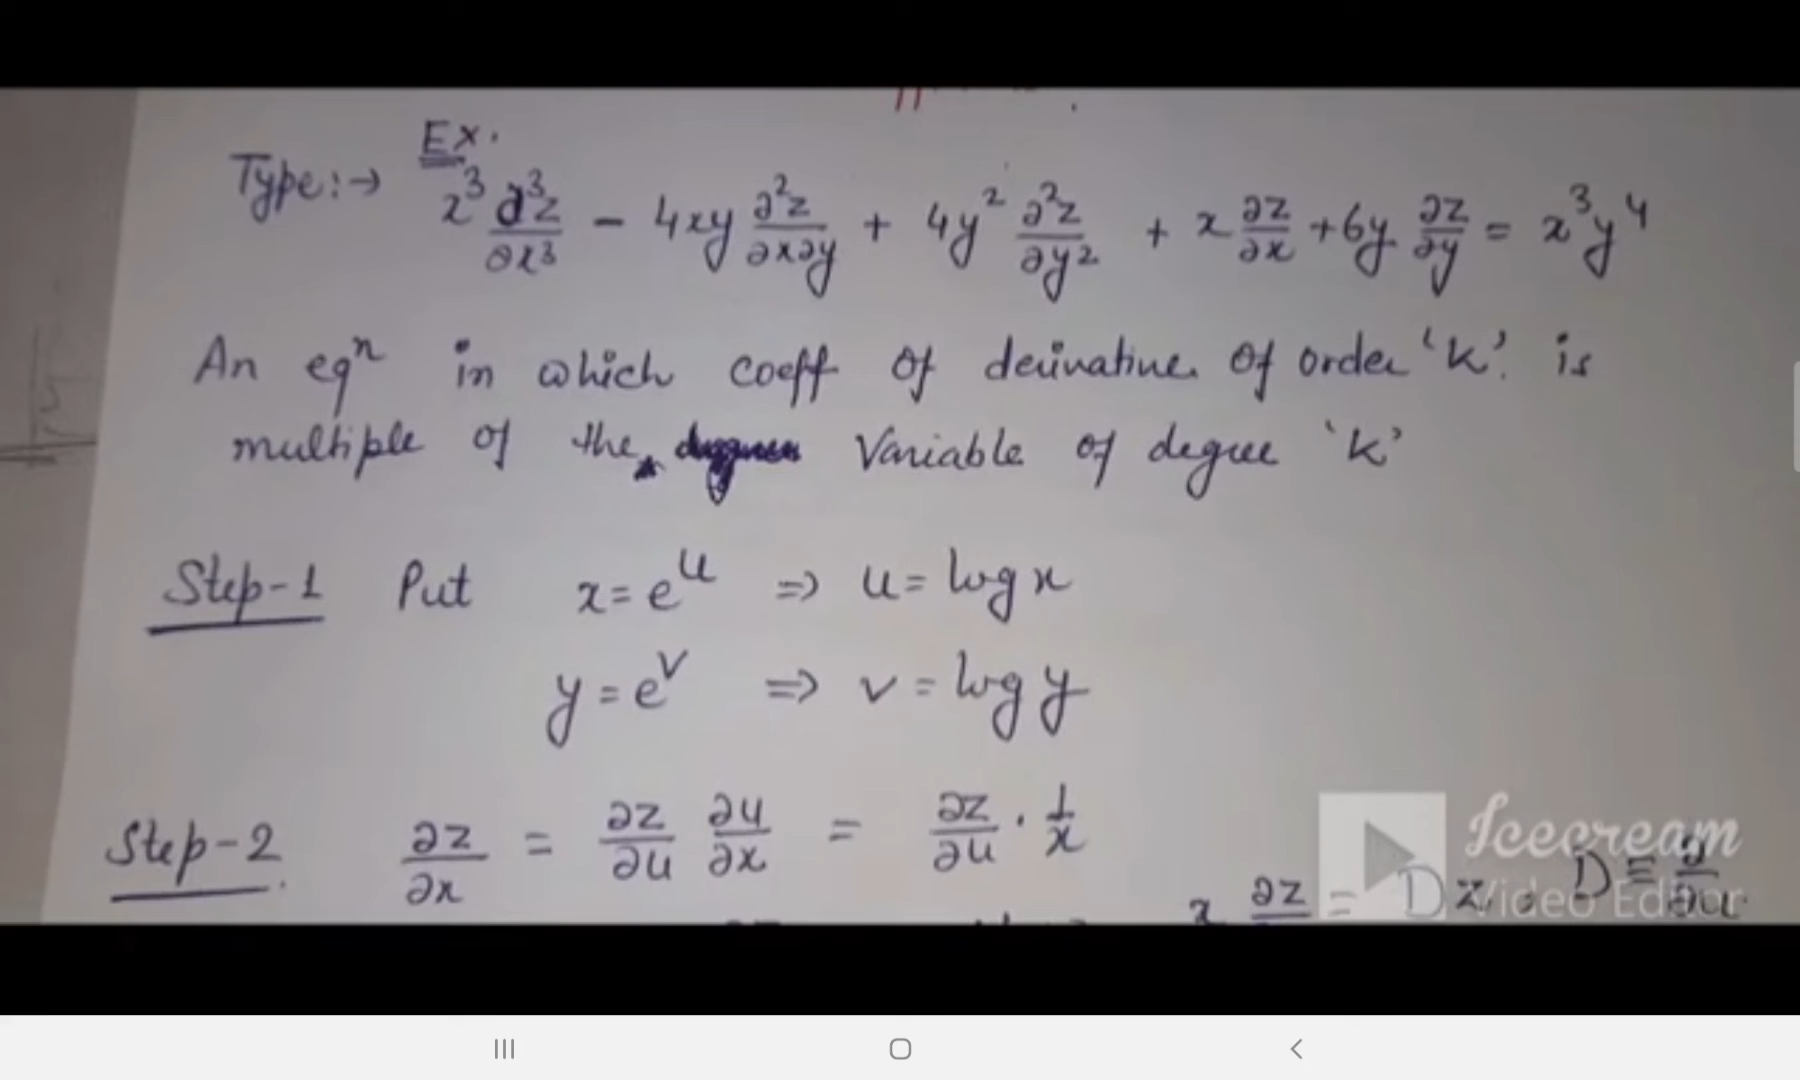 Ex.
Type:→ x³ ∂³z/∂x³ − 4xy ∂²z/∂x∂y + 4y² ∂²z/∂y² + x ∂z/∂x + 6y ∂z/∂y = x³y⁴
An eqⁿ in which coeff of derivative of order 'K'. is
multiple of the Variable of degree 'K'
Step-1 Put x = eᵘ ⇒ u = log x
y = eᵛ ⇒ v = log y
Step-2. ∂z/∂x = ∂z/∂u ∂u/∂x = ∂z/∂u · 1/x
x ∂z = Dz, D ≡ ∂/∂u
Icecream
Video Editor